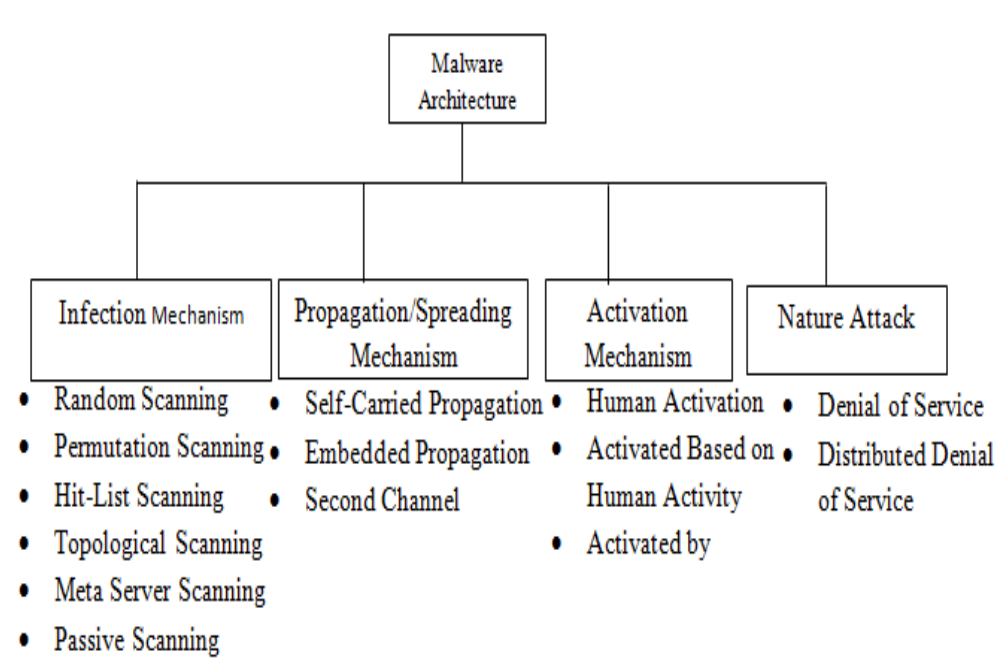 Malware
Architecture
Infection Mechanism
• Random Scanning
• Permutation Scanning
• Hit-List Scanning
• Topological Scanning
• Meta Server Scanning
• Passive Scanning
Propagation/Spreading
Mechanism
• Self-Carried Propagation
• Embedded Propagation
• Second Channel
Activation
Mechanism
• Human Activation
• Activated Based on
Human Activity
• Activated by
Nature Attack
• Denial of Service
• Distributed Denial
of Service